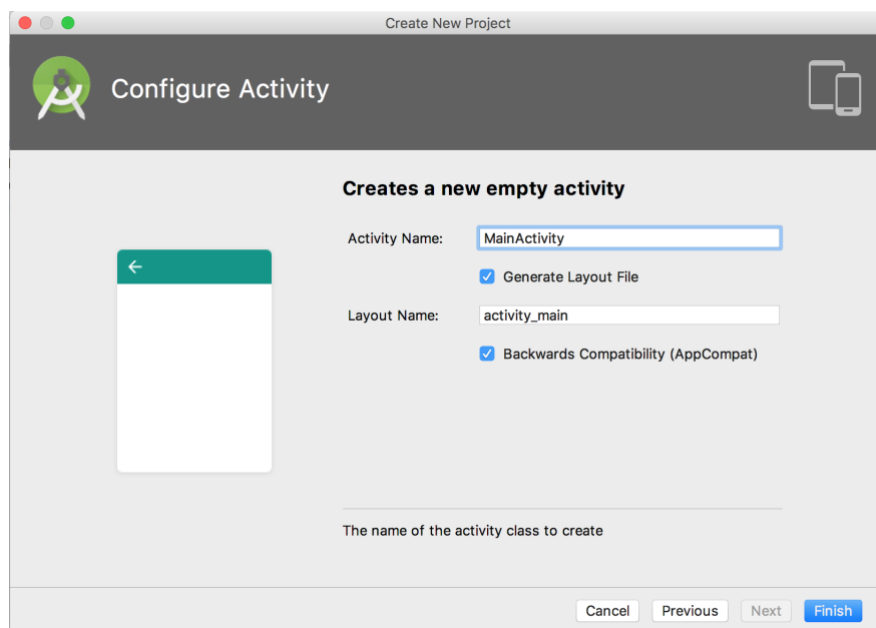 Create New Project
Configure Activity
Creates a new empty activity
Activity Name: MainActivity
Generate Layout File
Layout Name: activity_main
Backwards Compatibility (AppCompat)
The name of the activity class to create
Cancel Previous Next Finish